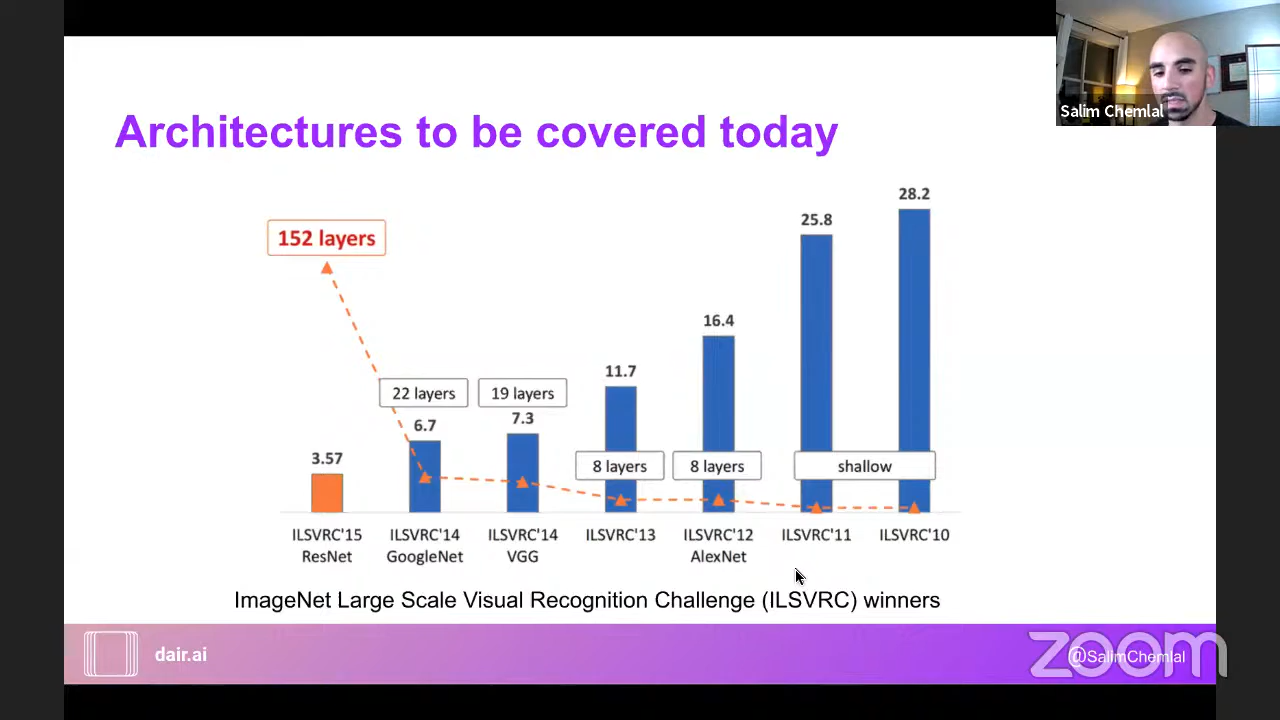 Salim Chemlal
Architectures to be covered today
28.2
25.8
152 layers
16.4
11.7
22 layers
19 layers
6.7
7.3
3.57
8 layers
8 layers
shallow
ILSVRC'15
ResNet
ILSVRC'14
GoogleNet
ILSVRC'14
VGG
ILSVRC'13
ILSVRC'12
AlexNet
ILSVRC'11
ILSVRC'10
ImageNet Large Scale Visual Recognition Challenge (ILSVRC) winners
dair.ai
@SalimChemlal
zoom